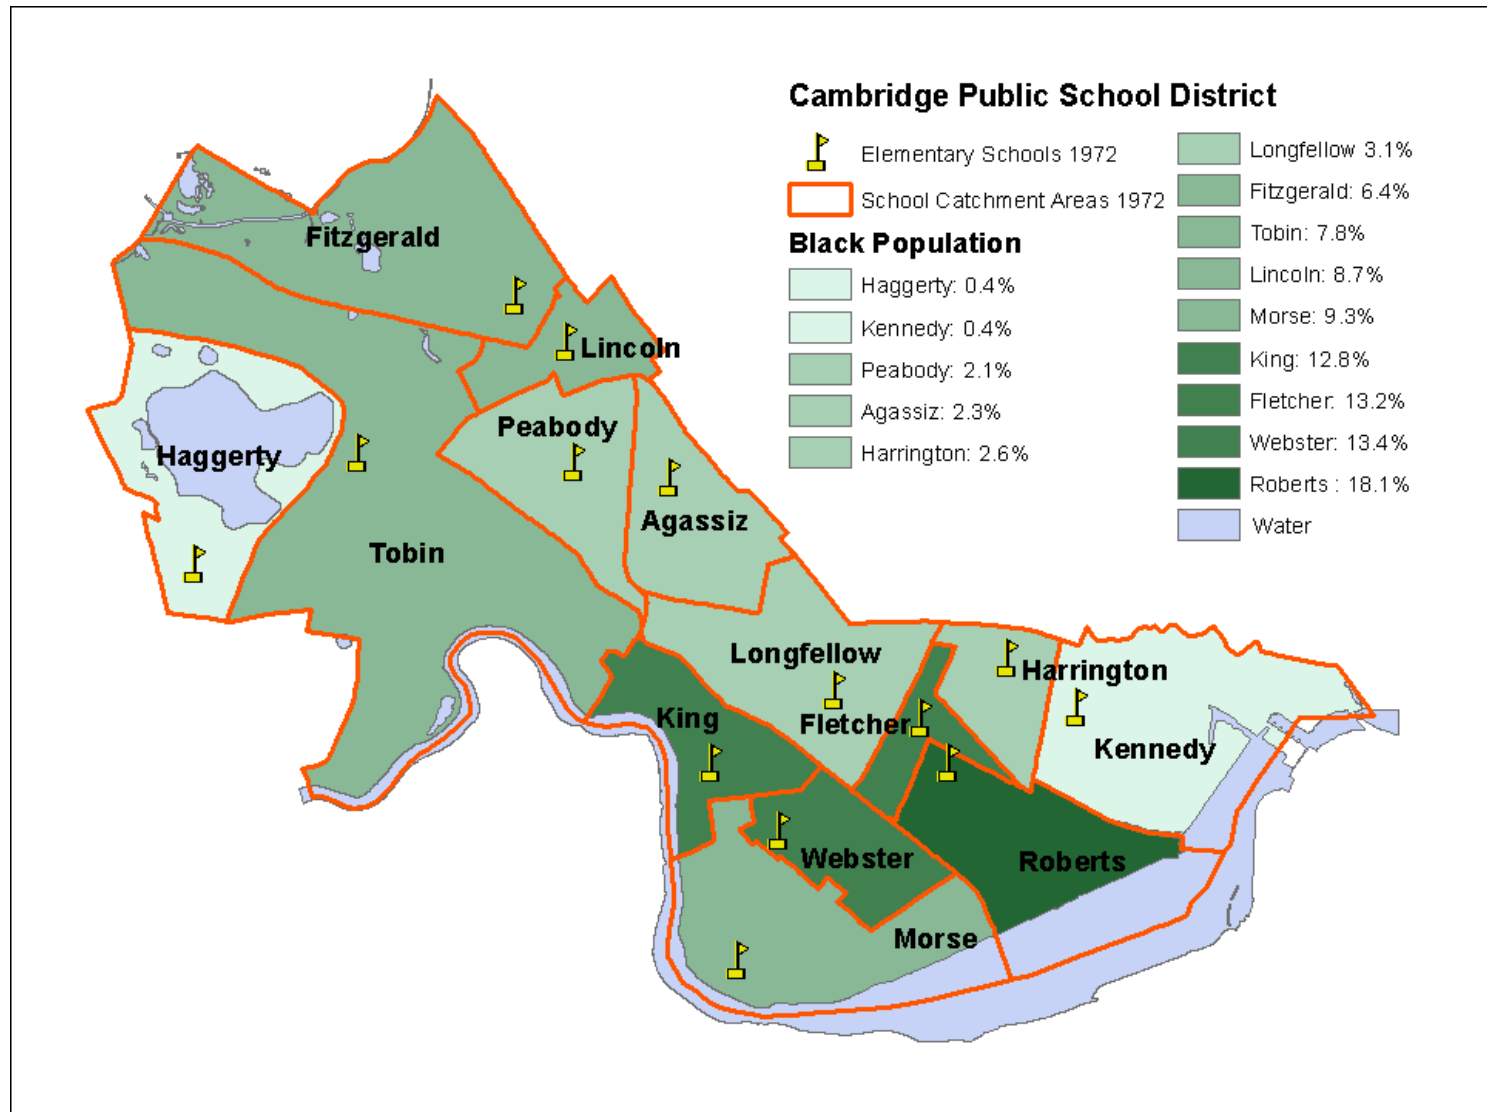 Cambridge Public School District
Elementary Schools 1972
School Catchment Areas 1972
Black Population
Haggerty: 0.4%
Kennedy: 0.4%
Peabody: 2.1%
Agassiz: 2.3%
Harrington: 2.6%
Longfellow 3.1%
Fitzgerald: 6.4%
Tobin: 7.8%
Lincoln: 8.7%
Morse: 9.3%
King: 12.8%
Fletcher: 13.2%
Webster: 13.4%
Roberts : 18.1%
Water
Fitzgerald
Lincoln
Peabody
Haggerty
Agassiz
Tobin
Longfellow
Harrington
King
Fletcher
Kennedy
Webster
Roberts
Morse